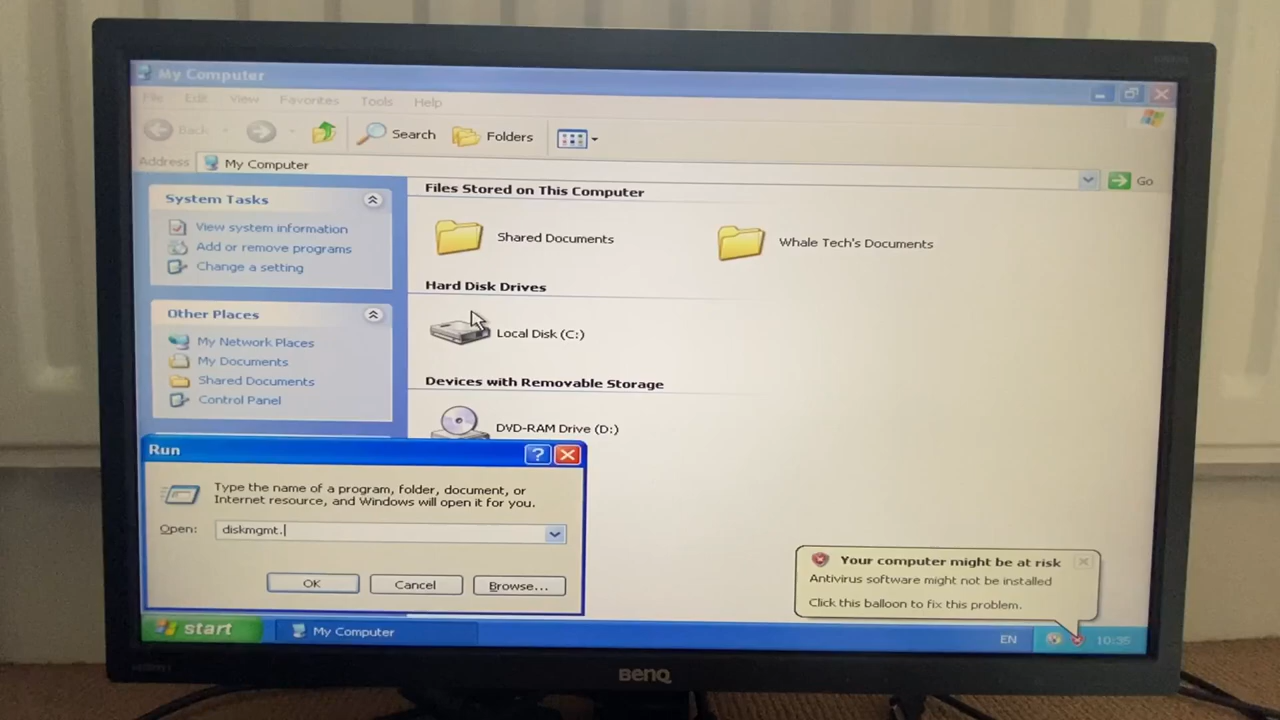 My Computer
File Edit View Favorites Tools Help
Back Search Folders
Address My Computer Go
System Tasks
View system information
Add or remove programs
Change a setting
Other Places
My Network Places
My Documents
Shared Documents
Control Panel
Files Stored on This Computer
Shared Documents Whale Tech's Documents
Hard Disk Drives
Local Disk (C:)
Devices with Removable Storage
DVD-RAM Drive (D:)
Run
Type the name of a program, folder, document, or
Internet resource, and Windows will open it for you.
Open: diskmgmt.
OK Cancel Browse...
Your computer might be at risk
Antivirus software might not be installed
Click this balloon to fix this problem.
start My Computer EN 10:35
BenQ